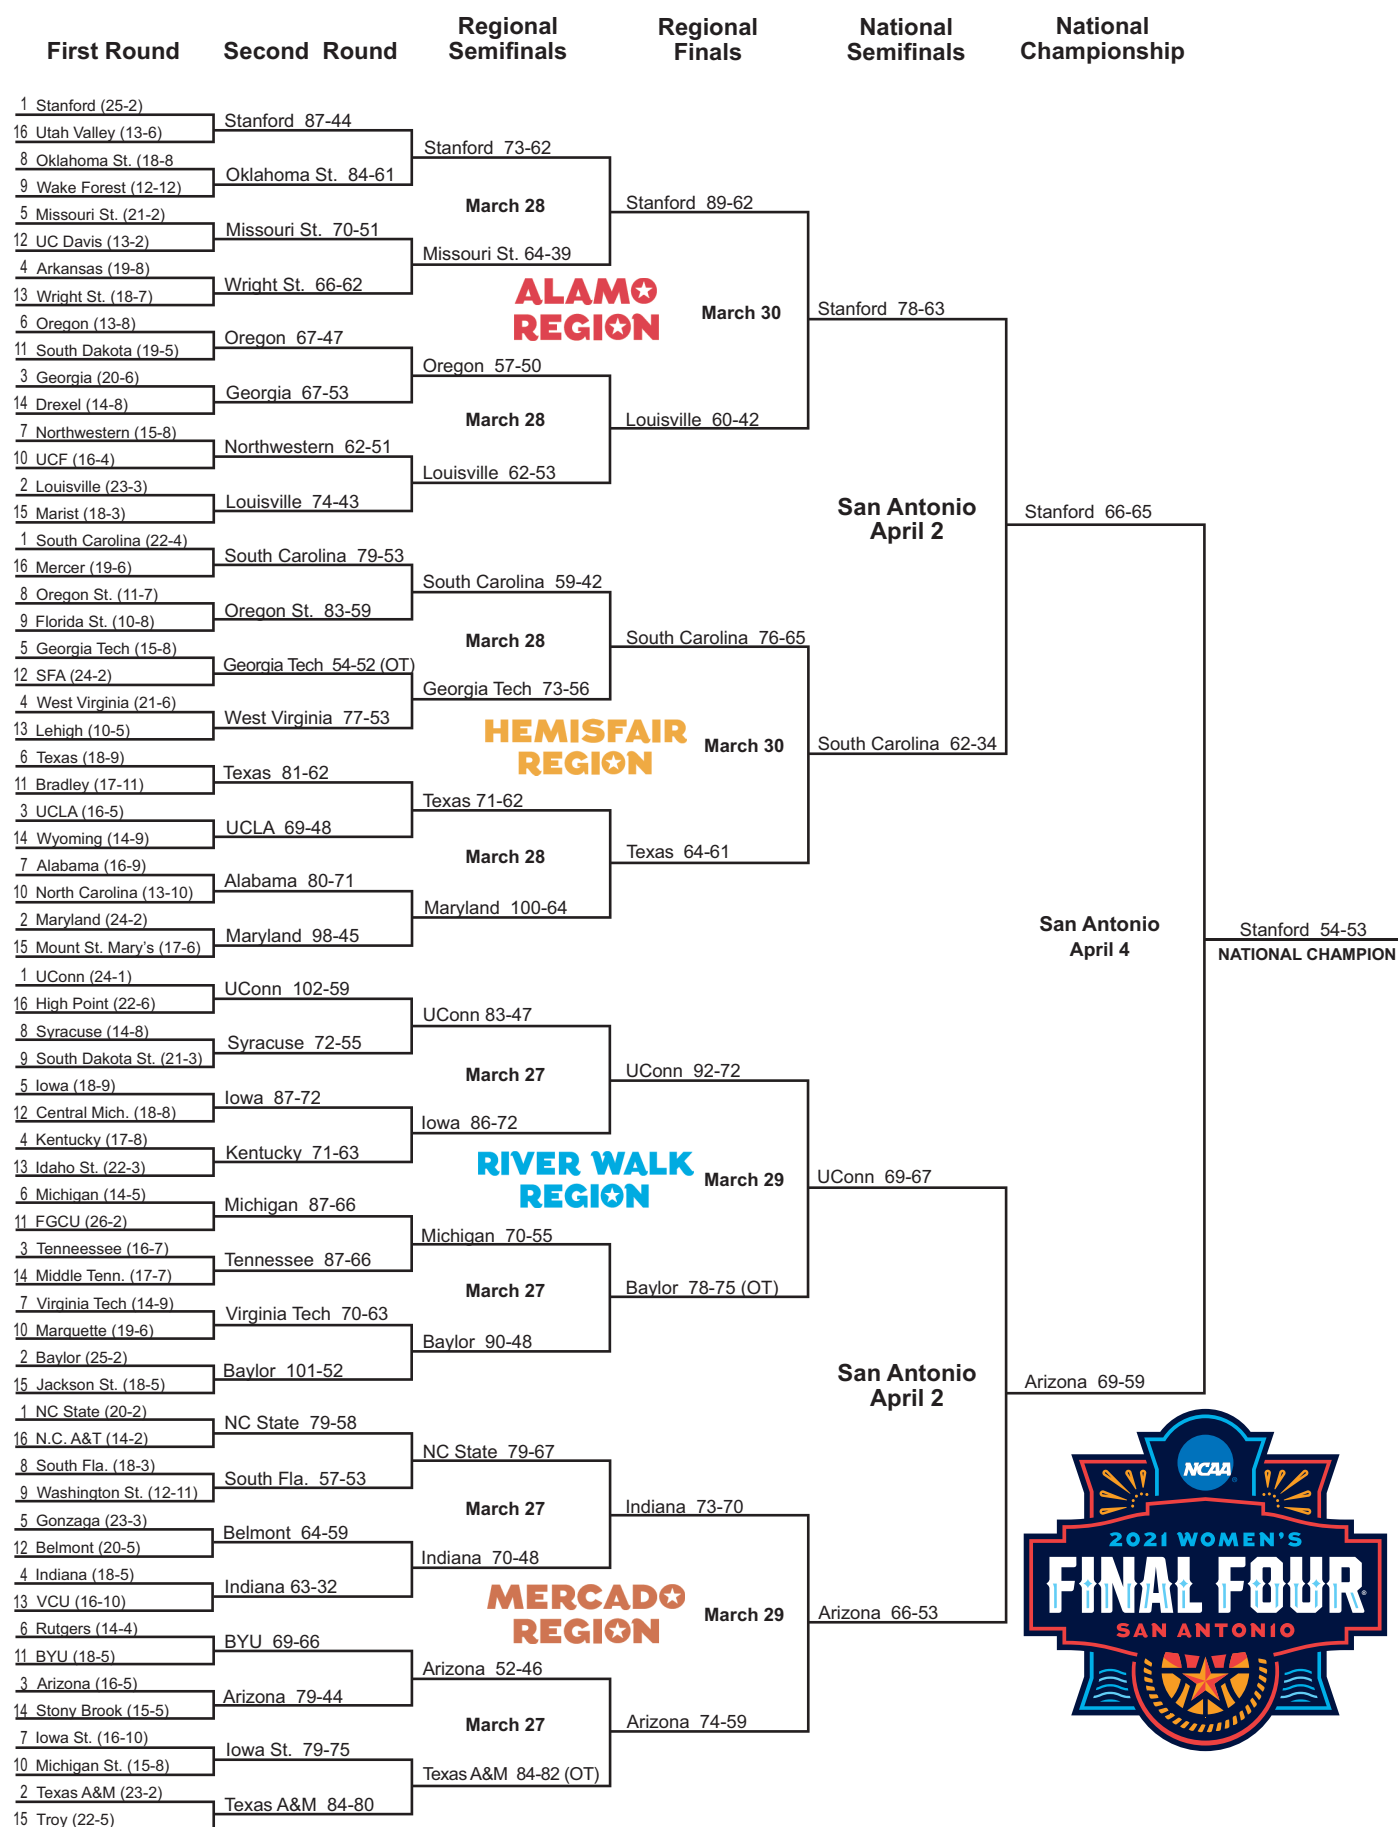 First Round
Second Round
Regional
Semifinals
Regional
Finals
National
Semifinals
National
Championship
1 Stanford (25-2)
16 Utah Valley (13-6)
8 Oklahoma St. (18-8
9 Wake Forest (12-12)
5 Missouri St. (21-2)
12 UC Davis (13-2)
4 Arkansas (19-8)
13 Wright St. (18-7)
6 Oregon (13-8)
11 South Dakota (19-5)
3 Georgia (20-6)
14 Drexel (14-8)
7 Northwestern (15-8)
10 UCF (16-4)
2 Louisville (23-3)
15 Marist (18-3)
1 South Carolina (22-4)
16 Mercer (19-6)
8 Oregon St. (11-7)
9 Florida St. (10-8)
5 Georgia Tech (15-8)
12 SFA (24-2)
4 West Virginia (21-6)
13 Lehigh (10-5)
6 Texas (18-9)
11 Bradley (17-11)
3 UCLA (16-5)
14 Wyoming (14-9)
7 Alabama (16-9)
10 North Carolina (13-10)
2 Maryland (24-2)
15 Mount St. Mary's (17-6)
1 UConn (24-1)
16 High Point (22-6)
8 Syracuse (14-8)
9 South Dakota St. (21-3)
5 Iowa (18-9)
12 Central Mich. (18-8)
4 Kentucky (17-8)
13 Idaho St. (22-3)
6 Michigan (14-5)
11 FGCU (26-2)
3 Tenneessee (16-7)
14 Middle Tenn. (17-7)
7 Virginia Tech (14-9)
10 Marquette (19-6)
2 Baylor (25-2)
15 Jackson St. (18-5)
1 NC State (20-2)
16 N.C. A&T (14-2)
8 South Fla. (18-3)
9 Washington St. (12-11)
5 Gonzaga (23-3)
12 Belmont (20-5)
4 Indiana (18-5)
13 VCU (16-10)
6 Rutgers (14-4)
11 BYU (18-5)
3 Arizona (16-5)
14 Stony Brook (15-5)
7 Iowa St. (16-10)
10 Michigan St. (15-8)
2 Texas A&M (23-2)
15 Troy (22-5)
Stanford 87-44
Oklahoma St. 84-61
Missouri St. 70-51
Wright St. 66-62
Oregon 67-47
Georgia 67-53
Northwestern 62-51
Louisville 74-43
South Carolina 79-53
Oregon St. 83-59
Georgia Tech 54-52 (OT)
West Virginia 77-53
Texas 81-62
UCLA 69-48
Alabama 80-71
Maryland 98-45
UConn 102-59
Syracuse 72-55
Iowa 87-72
Kentucky 71-63
Michigan 87-66
Tennessee 87-66
Virginia Tech 70-63
Baylor 101-52
NC State 79-58
South Fla. 57-53
Belmont 64-59
Indiana 63-32
BYU 69-66
Arizona 79-44
Iowa St. 79-75
Texas A&M 84-80
Stanford 73-62
March 28
Missouri St. 64-39
ALAMO
REGION
Oregon 57-50
March 28
Louisville 62-53
South Carolina 59-42
March 28
Georgia Tech 73-56
HEMISFAIR
REGION
Texas 71-62
March 28
Maryland 100-64
UConn 83-47
March 27
Iowa 86-72
RIVER WALK
REGION
Michigan 70-55
March 27
Baylor 90-48
NC State 79-67
March 27
Indiana 70-48
MERCADO
REGION
Arizona 52-46
March 27
Texas A&M 84-82 (OT)
Stanford 89-62
March 30
Louisville 60-42
South Carolina 76-65
March 30
Texas 64-61
UConn 92-72
March 29
Baylor 78-75 (OT)
Indiana 73-70
March 29
Arizona 74-59
Stanford 78-63
San Antonio
April 2
South Carolina 62-34
UConn 69-67
San Antonio
April 2
Arizona 66-53
Stanford 66-65
San Antonio
April 4
Arizona 69-59
Stanford 54-53
NATIONAL CHAMPION
NCAA
2021 WOMEN'S
FINAL FOUR
SAN ANTONIO